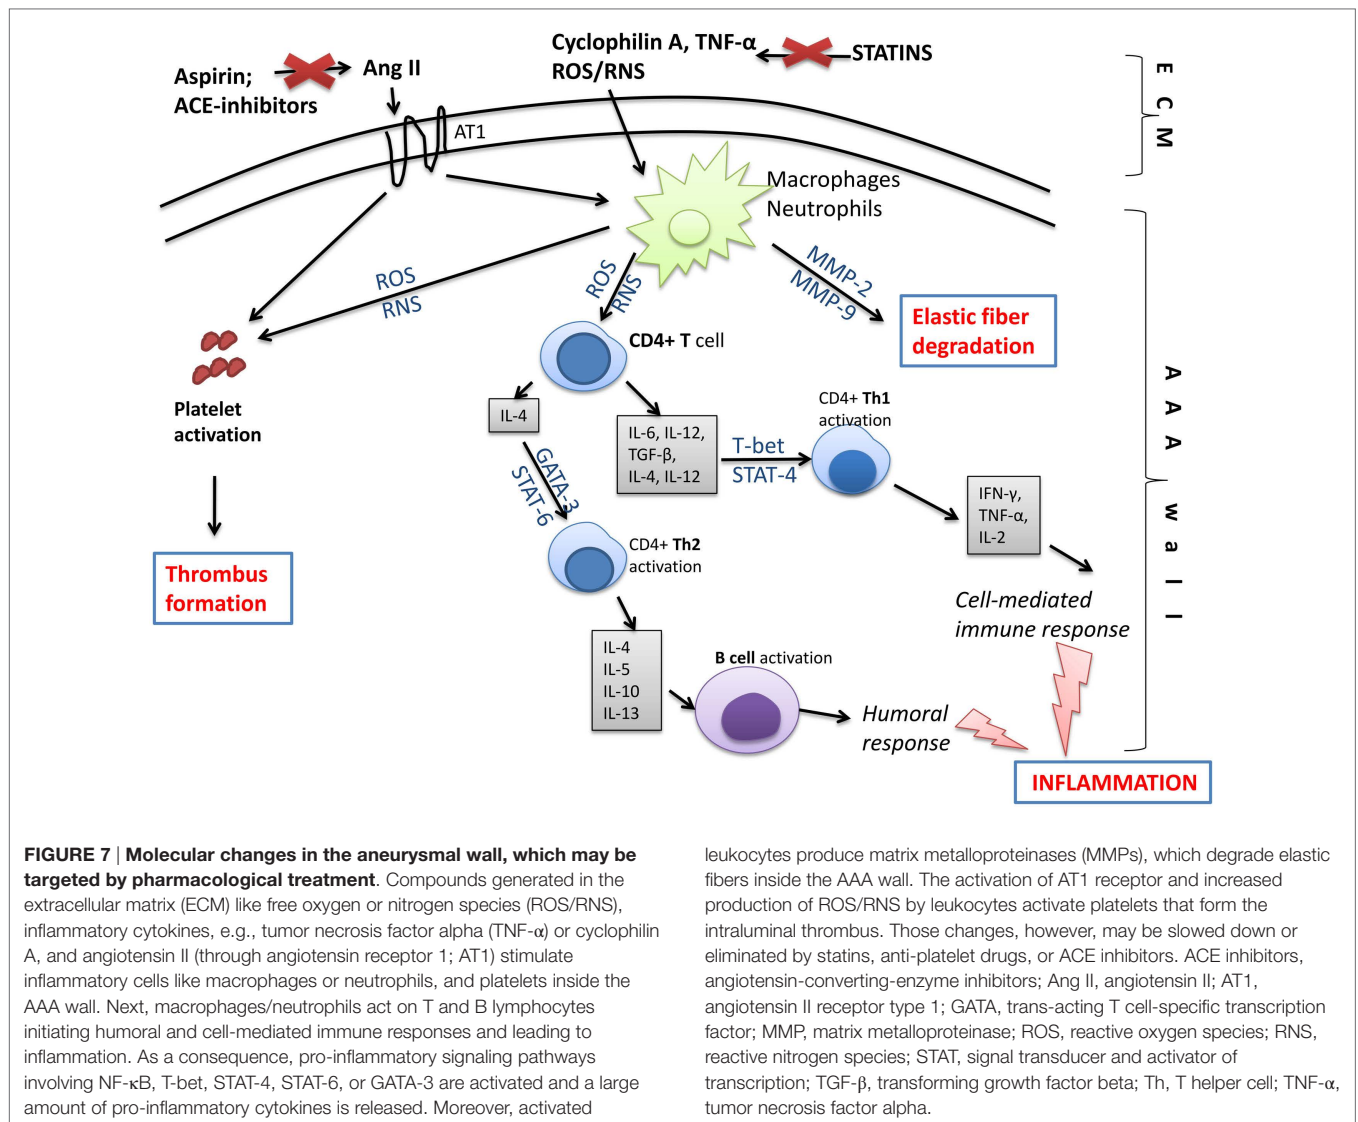 Cyclophilin A, TNF-α
ROS/RNS
STATINS
Aspirin;
ACE-inhibitors
Ang II
AT1
E C M
Macrophages
Neutrophils
ROS
RNS
ROS
RNS
MMP-2
MMP-9
Elastic fiber
degradation
CD4+ T cell
Platelet
activation
IL-4
IL-6, IL-12,
TGF-β,
IL-4, IL-12
T-bet
STAT-4
CD4+ Th1
activation
GATA-3
STAT-6
IFN-γ,
TNF-α,
IL-2
CD4+ Th2
activation
Thrombus
formation
Cell-mediated
immune response
A A A w a l l
IL-4
IL-5
IL-10
IL-13
B cell activation
Humoral
response
INFLAMMATION
FIGURE 7 | Molecular changes in the aneurysmal wall, which may be
targeted by pharmacological treatment. Compounds generated in the
extracellular matrix (ECM) like free oxygen or nitrogen species (ROS/RNS),
inflammatory cytokines, e.g., tumor necrosis factor alpha (TNF-α) or cyclophilin
A, and angiotensin II (through angiotensin receptor 1; AT1) stimulate
inflammatory cells like macrophages or neutrophils, and platelets inside the
AAA wall. Next, macrophages/neutrophils act on T and B lymphocytes
initiating humoral and cell-mediated immune responses and leading to
inflammation. As a consequence, pro-inflammatory signaling pathways
involving NF-κB, T-bet, STAT-4, STAT-6, or GATA-3 are activated and a large
amount of pro-inflammatory cytokines is released. Moreover, activated
leukocytes produce matrix metalloproteinases (MMPs), which degrade elastic
fibers inside the AAA wall. The activation of AT1 receptor and increased
production of ROS/RNS by leukocytes activate platelets that form the
intraluminal thrombus. Those changes, however, may be slowed down or
eliminated by statins, anti-platelet drugs, or ACE inhibitors. ACE inhibitors,
angiotensin-converting-enzyme inhibitors; Ang II, angiotensin II; AT1,
angiotensin II receptor type 1; GATA, trans-acting T cell-specific transcription
factor; MMP, matrix metalloproteinase; ROS, reactive oxygen species; RNS,
reactive nitrogen species; STAT, signal transducer and activator of
transcription; TGF-β, transforming growth factor beta; Th, T helper cell; TNF-α,
tumor necrosis factor alpha.